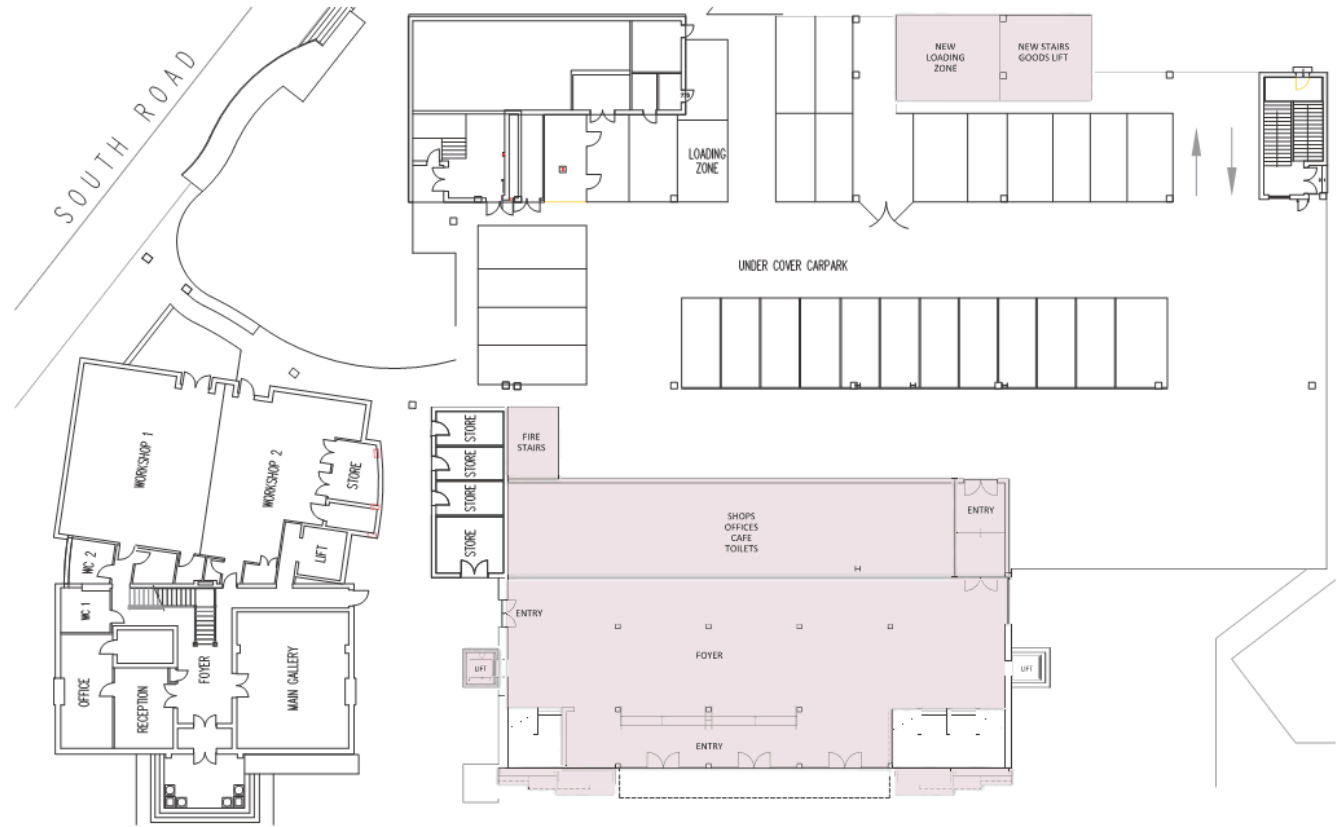 SOUTH ROAD
NEW
LOADING
ZONE
NEW STAIRS
GOODS LIFT
LOADING
ZONE
UNDER COVER CARPARK
WORKSHOP 1
WORKSHOP 2
STORE
LIFT
WC 2
WC 1
OFFICE
RECEPTION
FOYER
MAIN GALLERY
STORE
STORE
STORE
STORE
FIRE
STAIRS
SHOPS
OFFICES
CAFE
TOILETS
ENTRY
ENTRY
FOYER
LIFT
LIFT
ENTRY